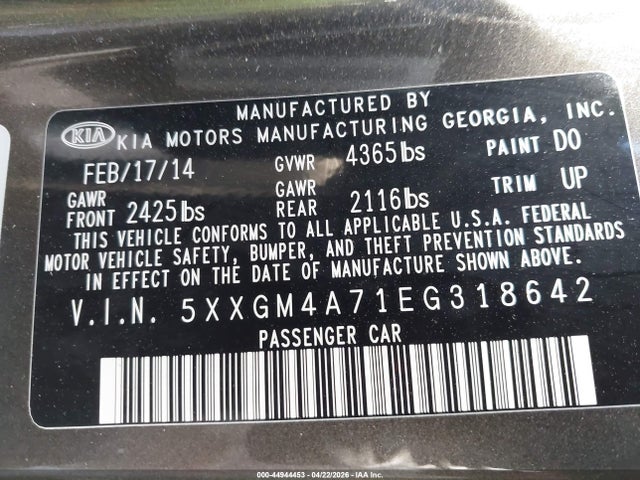 MANUFACTURED BY
KIA KIA MOTORS MANUFACTURING GEORGIA, INC.
FEB/17/14 GVWR 4365lbs PAINT DO
GAWR FRONT 2425lbs GAWR REAR 2116lbs TRIM UP
THIS VEHICLE CONFORMS TO ALL APPLICABLE U.S.A. FEDERAL
MOTOR VEHICLE SAFETY, BUMPER, AND THEFT PREVENTION STANDARDS
IN EFFECT ON THE DATE OF MANUFACTURE SHOWN ABOVE.
V.I.N. 5XXGM4A71EG318642
PASSENGER CAR
000-44944453 - 04/22/2026 - IAA Inc.